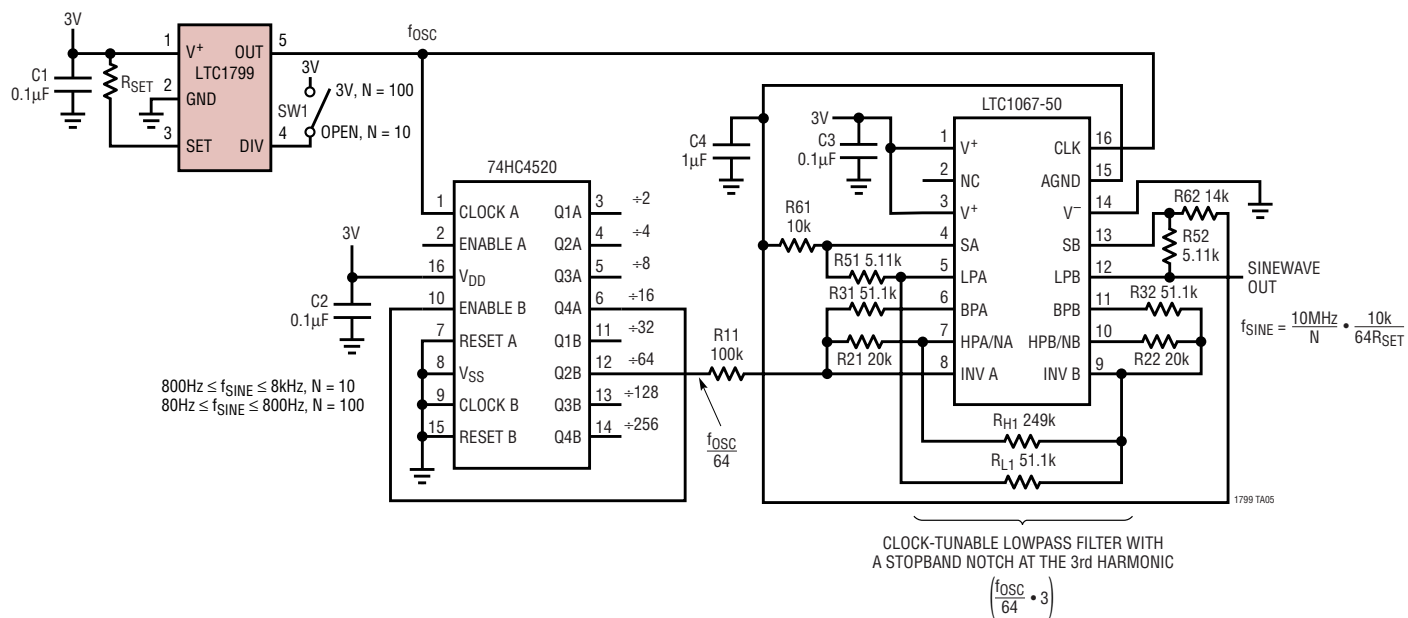 3V
C1
0.1µF
RSET
1
V+
OUT
5
LTC1799
2
GND
3
SET
DIV
4
fOSC
3V
3V, N = 100
SW1
OPEN, N = 10
74HC4520
1
CLOCK A
Q1A
3
÷2
2
ENABLE A
Q2A
4
÷4
3V
16
VDD
Q3A
5
÷8
C2
0.1µF
10
ENABLE B
Q4A
6
÷16
7
RESET A
Q1B
11
÷32
8
VSS
Q2B
12
÷64
9
CLOCK B
Q3B
13
÷128
15
RESET B
Q4B
14
÷256
800Hz ≤ fSINE ≤ 8kHz, N = 10
80Hz ≤ fSINE ≤ 800Hz, N = 100
R11
100k
fOSC
64
LTC1067-50
C4
1µF
3V
C3
0.1µF
1
V+
CLK
16
2
NC
AGND
15
3
V+
V–
14
R62 14k
R61
10k
4
SA
SB
13
R52
5.11k
R51 5.11k
5
LPA
LPB
12
SINEWAVE
OUT
R31 51.1k
6
BPA
BPB
11
R32 51.1k
R21 20k
7
HPA/NA
HPB/NB
10
R22 20k
8
INV A
INV B
9
fSINE = 10MHz/N • 10k/64RSET
RH1 249k
RL1 51.1k
1799 TA05
CLOCK-TUNABLE LOWPASS FILTER WITH
A STOPBAND NOTCH AT THE 3rd HARMONIC
(fOSC/64 • 3)